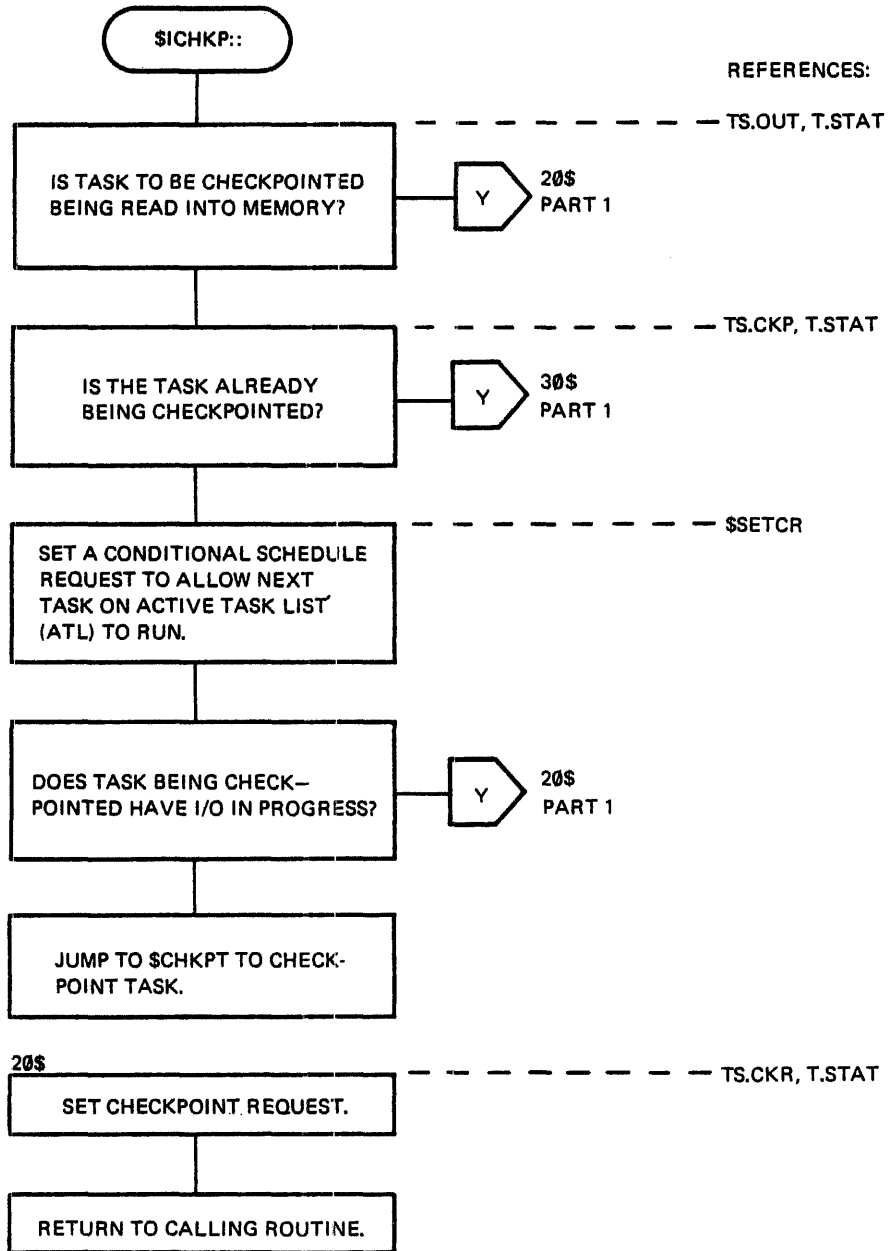 $ICHKP::
REFERENCES:
TS.OUT, T.STAT
IS TASK TO BE CHECKPOINTED
BEING READ INTO MEMORY?
Y
20$
PART 1
TS.CKP, T.STAT
IS THE TASK ALREADY
BEING CHECKPOINTED?
Y
30$
PART 1
$SETCR
SET A CONDITIONAL SCHEDULE
REQUEST TO ALLOW NEXT
TASK ON ACTIVE TASK LIST
(ATL) TO RUN.
DOES TASK BEING CHECK–
POINTED HAVE I/O IN PROGRESS?
Y
20$
PART 1
JUMP TO $CHKPT TO CHECK-
POINT TASK.
20$
TS.CKR, T.STAT
SET CHECKPOINT REQUEST.
RETURN TO CALLING ROUTINE.